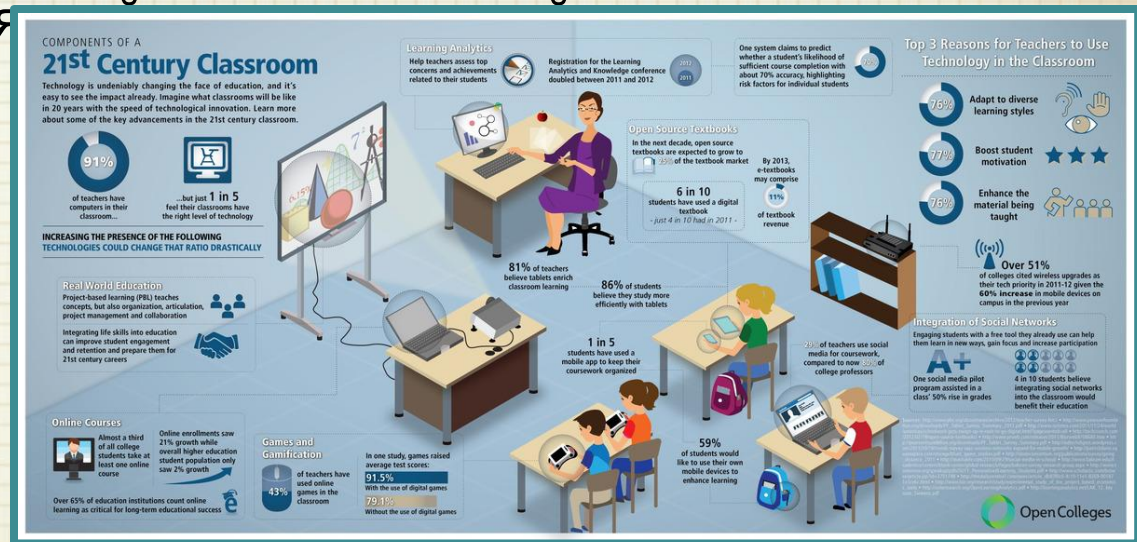 COMPONENTS OF A
21st Century Classroom
Technology is undeniably changing the face of education, and it's
easy to see the impact already. Imagine what classrooms will be like
in 20 years with the speed of technological innovation. Learn more
about some of the key advancements in the 21st century classroom.
91%
of teachers have
computers in their
classroom...
...but just 1 in 5
feel their classrooms have
the right level of technology
INCREASING THE PRESENCE OF THE FOLLOWING
TECHNOLOGIES COULD CHANGE THAT RATIO DRASTICALLY
Real World Education
Project-based learning (PBL) teaches
concepts, but also organization, articulation,
project management and collaboration
Integrating life skills into education
can improve student engagement
and retention and prepare them for
21st century careers
Online Courses
Almost a third
of all college
students take at
least one online
course
Online enrollments saw
21% growth while
overall higher education
student population only
saw 2% growth
Over 65% of education institutions count online
learning as critical for long-term educational success
Games and
Gamification
43%
of teachers have
used online
games in the
classroom
In one study, games raised
average test scores:
91.5%
With the use of digital games
79.1%
Without the use of digital games
Learning Analytics
Help teachers assess top
concerns and achievements
related to their students
Registration for the Learning
Analytics and Knowledge conference
doubled between 2011 and 2012
2012
2011
One system claims to predict
whether a student's likelihood of
sufficient course completion with
about 70% accuracy, highlighting
risk factors for individual students
Open Source Textbooks
In the next decade, open source
textbooks are expected to grow to
25% of the textbook market
6 in 10
students have used a digital
textbook
- just 4 in 10 had in 2011 -
By 2013,
e-textbooks
may comprise
11%
of textbook
revenue
81% of teachers
believe tablets enrich
classroom learning
86% of students
believe they study more
efficiently with tablets
1 in 5
students have used a
mobile app to keep their
coursework organized
59%
of students would
like to use their own
mobile devices to
enhance learning
of teachers use social
media for coursework,
compared to now of
college professors
Top 3 Reasons for Teachers to Use
Technology in the Classroom
76%
Adapt to diverse
learning styles
77%
Boost student
motivation
76%
Enhance the
material being
taught
Over 51%
of colleges cited wireless upgrades as
their tech priority in 2011-12 given the
60% increase in mobile devices on
campus in the previous year
Integration of Social Networks
Engaging students with a free tool they already use can help
them learn in new ways, gain focus and increase participation
A+
One social media pilot
program assisted in a
class' 50% rise in grades
4 in 10 students believe
integrating social networks
into the classroom would
benefit their education
Open Colleges